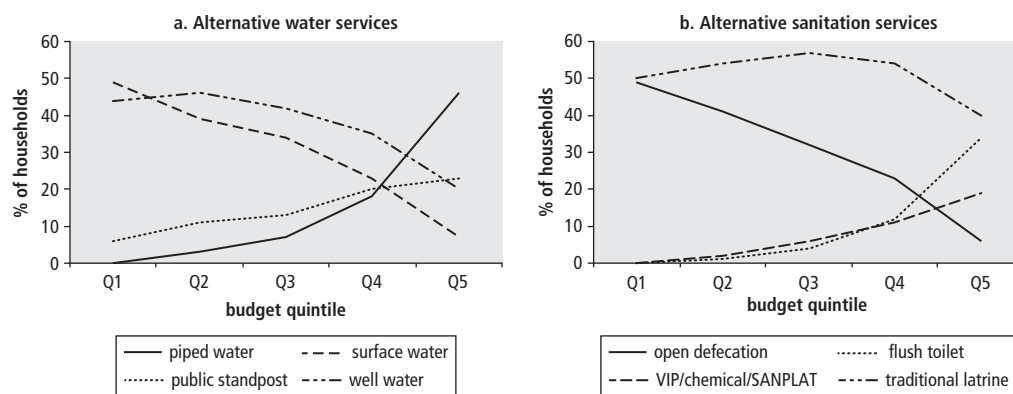 a. Alternative water services
60
50
40
30
20
10
0
% of households
Q1 Q2 Q3 Q4 Q5
budget quintile
piped water surface water
public standpost well water
b. Alternative sanitation services
60
50
40
30
20
10
0
% of households
Q1 Q2 Q3 Q4 Q5
budget quintile
open defecation flush toilet
VIP/chemical/SANPLAT traditional latrine